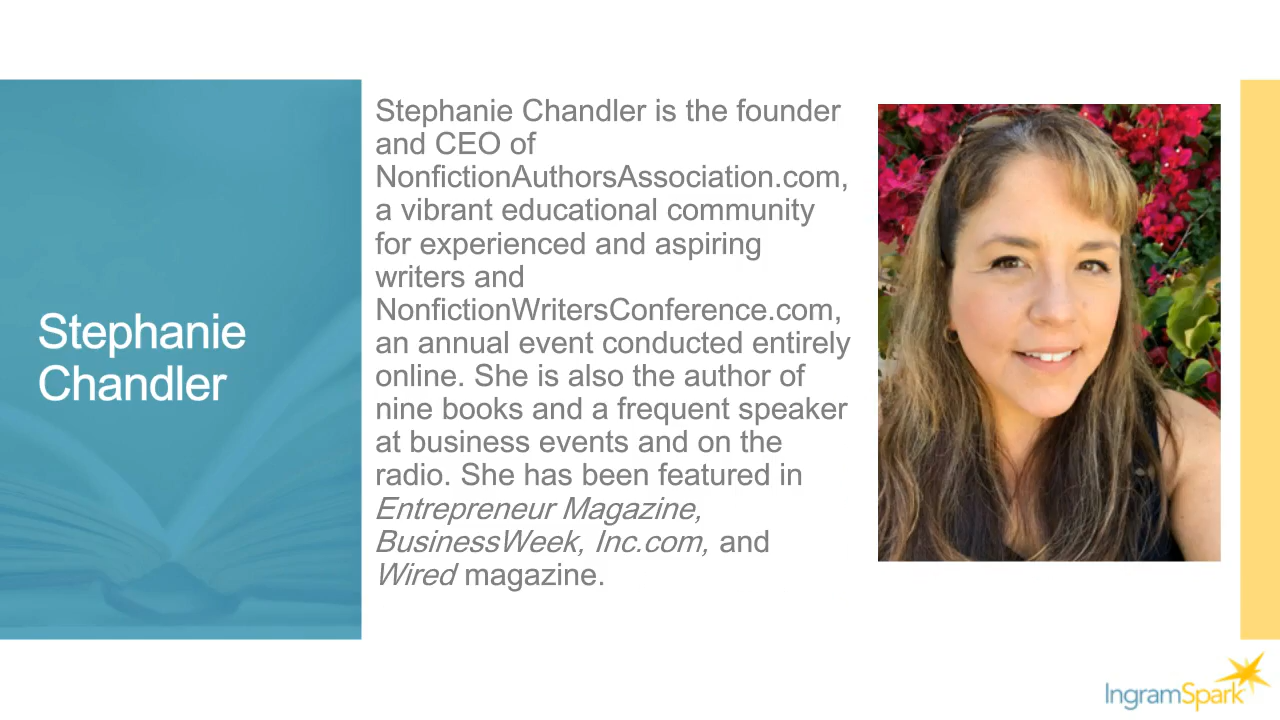 Stephanie
Chandler
Stephanie Chandler is the founder
and CEO of
NonfictionAuthorsAssociation.com,
a vibrant educational community
for experienced and aspiring
writers and
NonfictionWritersConference.com,
an annual event conducted entirely
online. She is also the author of
nine books and a frequent speaker
at business events and on the
radio. She has been featured in
Entrepreneur Magazine,
BusinessWeek, Inc.com, and
Wired magazine.
IngramSpark